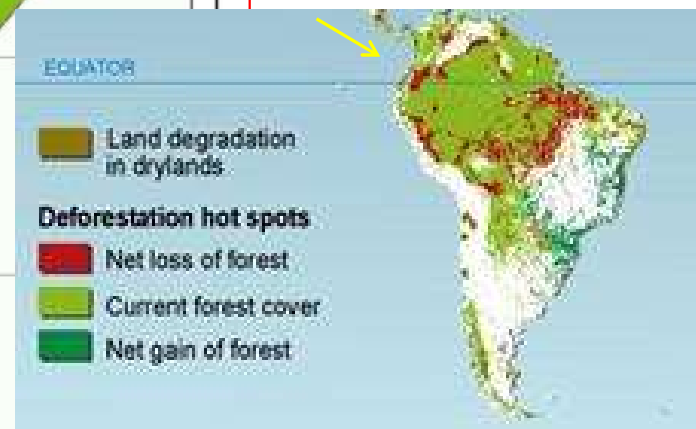 EQUATOR
Land degradation
in drylands
Deforestation hot spots
Net loss of forest
Current forest cover
Net gain of forest